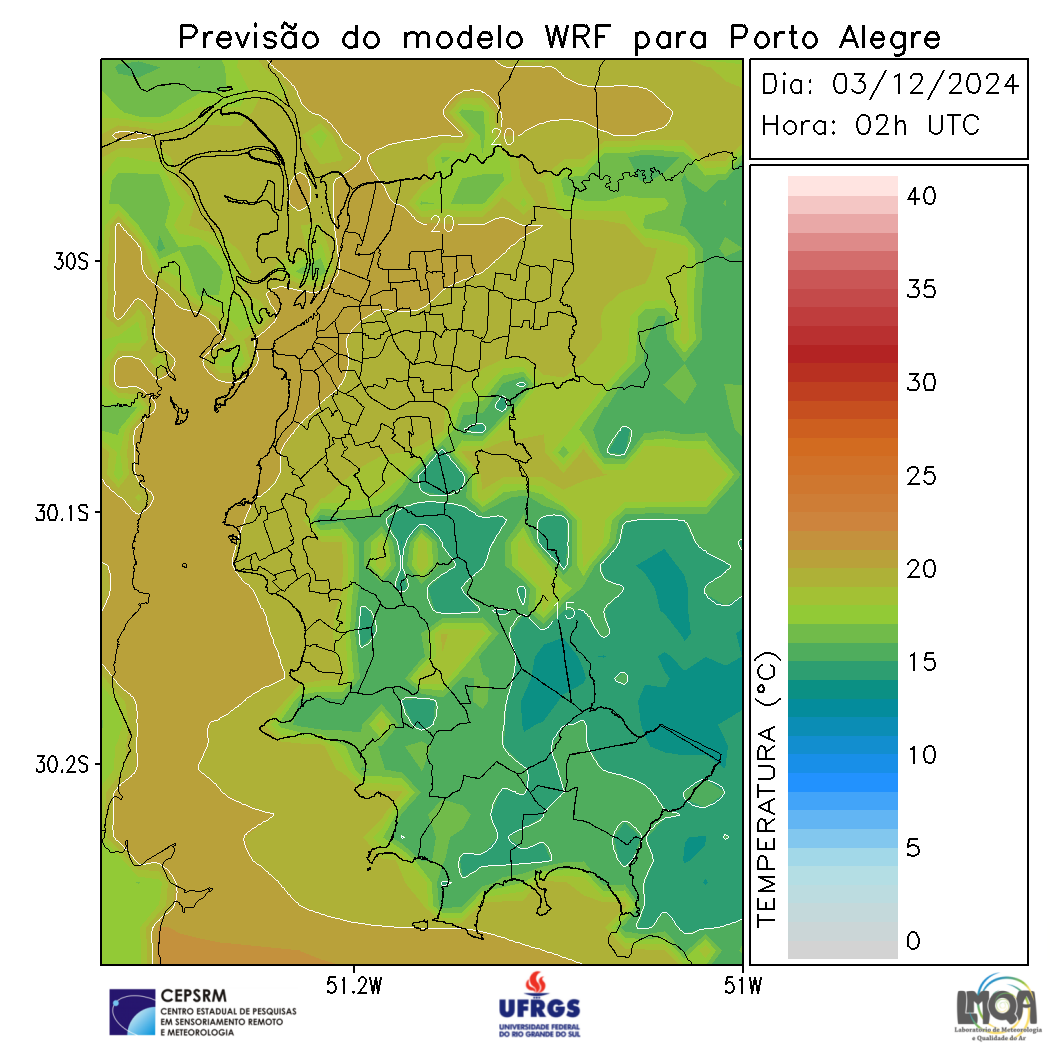 Previsão do modelo WRF para Porto Alegre
Dia: 03/12/2024
Hora: 02h UTC
20
20
15
30S
30.1S
30.2S
51.2W
51W
40
35
30
25
20
15
10
5
0
TEMPERATURA (°C)
CEPSRM
CENTRO ESTADUAL DE PESQUISAS
EM SENSORIAMENTO REMOTO
E METEOROLOGIA
UFRGS
UNIVERSIDADE FEDERAL
DO RIO GRANDE DO SUL
LMQA
Laboratório de Meteorologia
e Qualidade do Ar